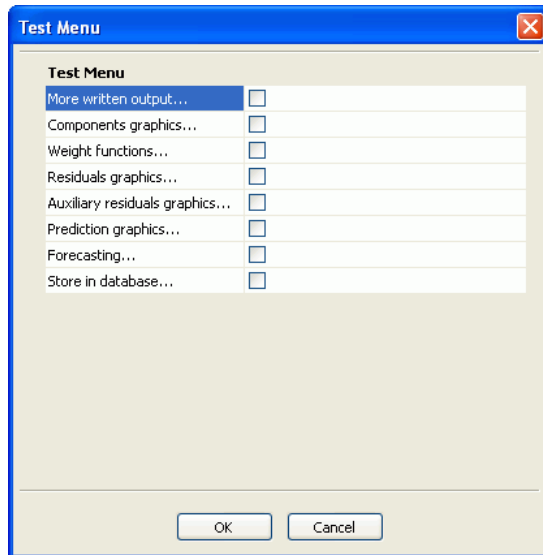 Test Menu
Test Menu
More written output...
Components graphics...
Weight functions...
Residuals graphics...
Auxiliary residuals graphics...
Prediction graphics...
Forecasting...
Store in database...
OK Cancel